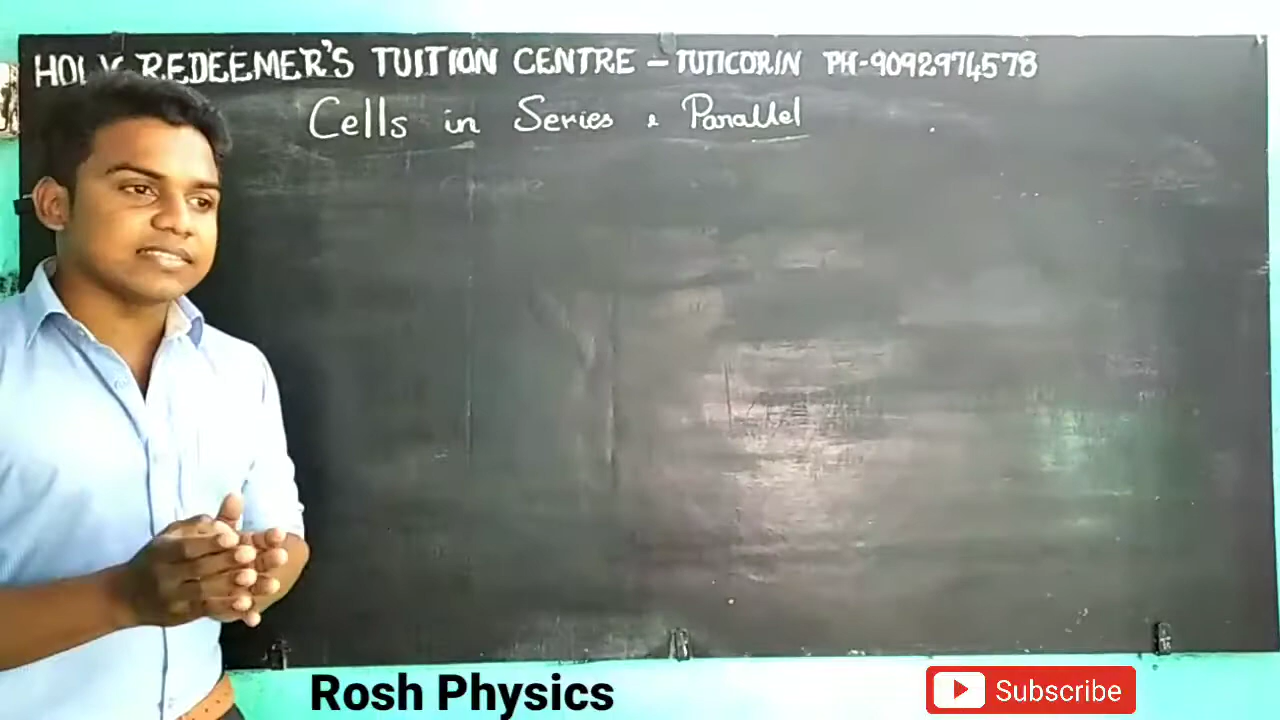 HOLY REDEEMER'S TUITION CENTRE – TUTICORIN PH-9092974578
Cells in Series & Parallel
Rosh Physics
Subscribe